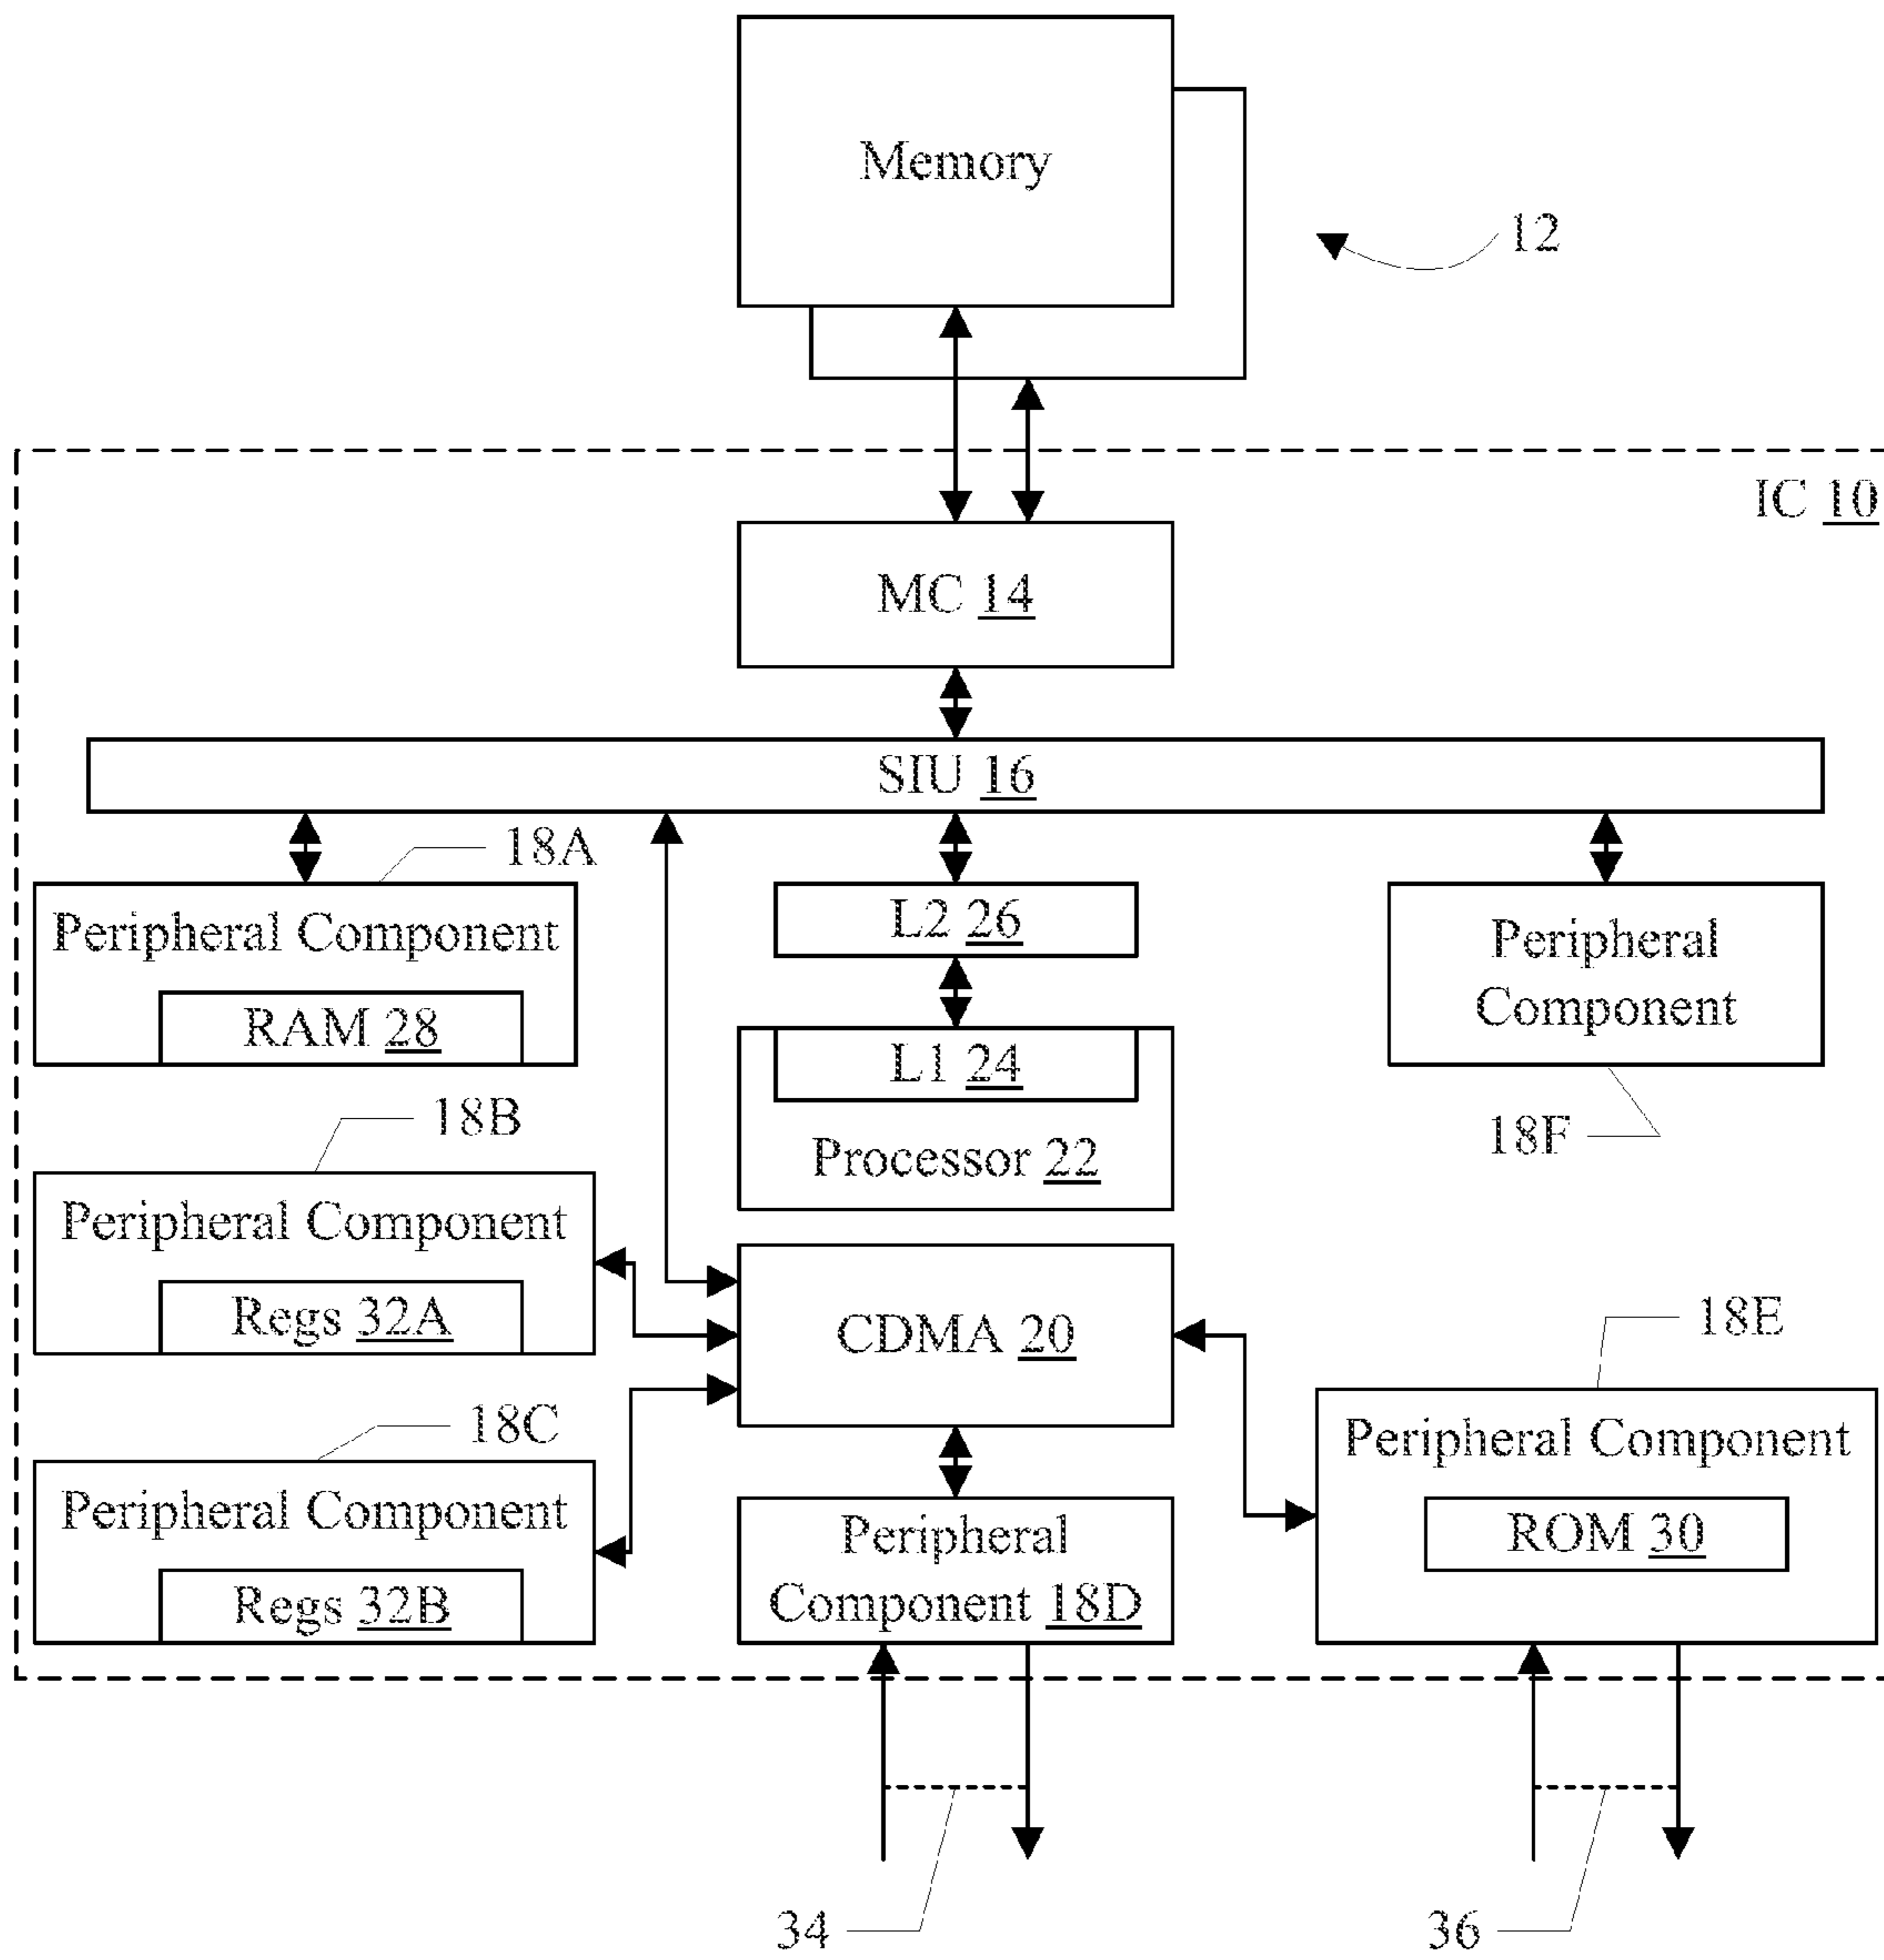 Memory
12
IC 10
MC 14
SIU 16
18A
Peripheral Component
RAM 28
L2 26
L1 24
Processor 22
Peripheral
Component
18F
18B
Peripheral Component
Regs 32A
CDMA 20
18E
Peripheral Component
ROM 30
18C
Peripheral Component
Regs 32B
Peripheral
Component 18D
34
36